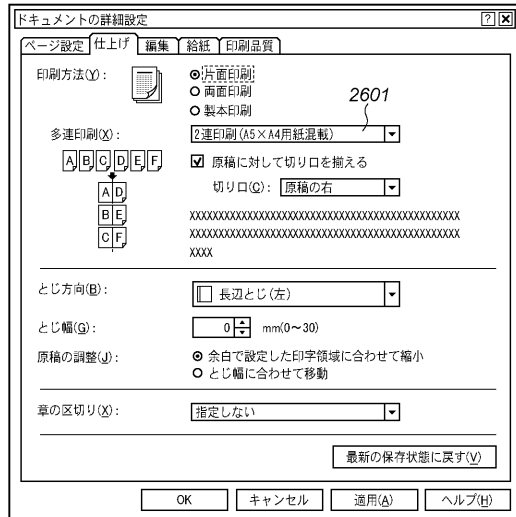 ドキュメントの詳細設定
ページ設定 仕上げ 編集 給紙 印刷品質
印刷方法(Y):
片面印刷
両面印刷
製本印刷
2601
多連印刷(X): 2連印刷(A5×A4用紙混載)
A B C D E F
原稿に対して切り口を揃える
切り口(C): 原稿の右
A D
B E
C F
XXXXXXXXXXXXXXXXXXXXXXXXXXXXXXXXXXXXXXXXXXXXX
XXXXXXXXXXXXXXXXXXXXXXXXXXXXXXXXXXXXXXXXXXXXX
XXXX
とじ方向(B): 長辺とじ(左)
とじ幅(G): 0 mm(0～30)
原稿の調整(J): 余白で設定した印字領域に合わせて縮小
とじ幅に合わせて移動
章の区切り(X): 指定しない
最新の保存状態に戻す(V)
OK キャンセル 適用(A) ヘルプ(H)